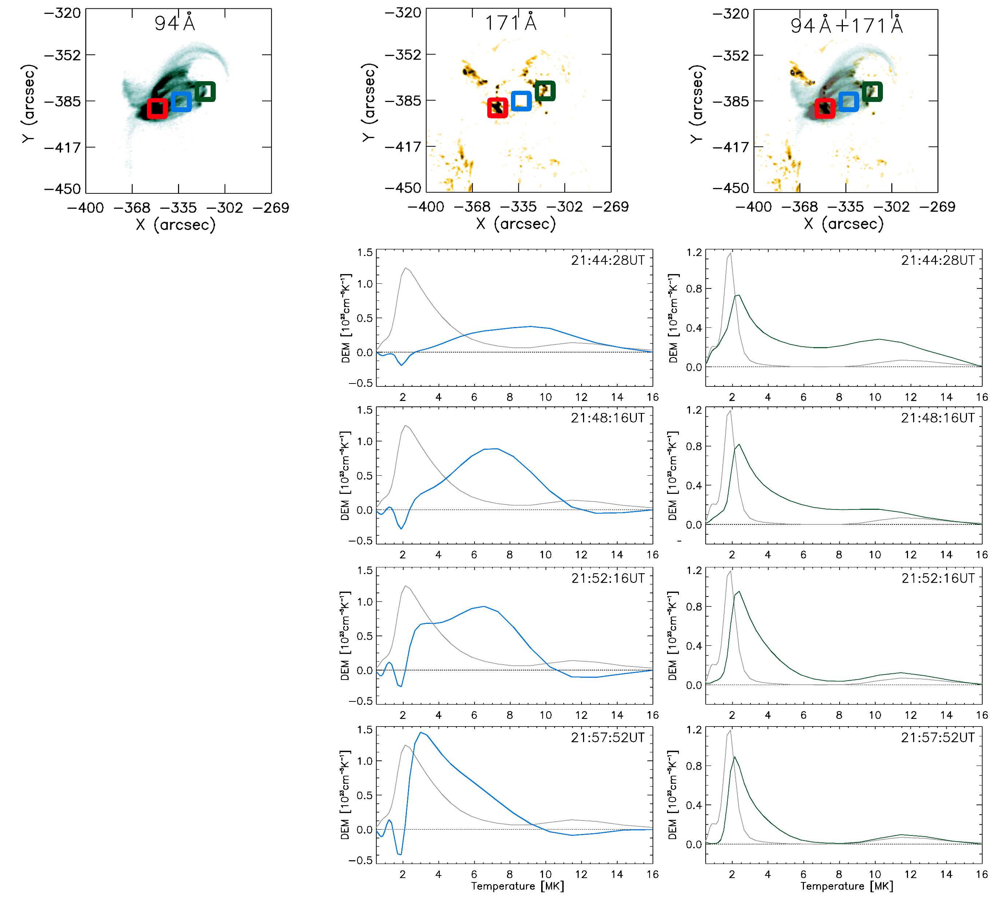 94 Å
−320
−352
−385
−417
−450
Y (arcsec)
−400 −368 −335 −302 −269
X (arcsec)
171 Å
−320
−352
−385
−417
−450
Y (arcsec)
−400 −368 −335 −302 −269
X (arcsec)
94 Å+171 Å
−320
−352
−385
−417
−450
Y (arcsec)
−400 −368 −335 −302 −269
X (arcsec)
21:44:28UT
1.5
1.0
0.5
0.0
−0.5
DEM [10²³cm⁻⁵K⁻¹]
2 4 6 8 10 12 14 16
21:44:28UT
1.2
0.8
0.4
0.0
DEM [10²³cm⁻⁵K⁻¹]
2 4 6 8 10 12 14 16
21:48:16UT
1.5
1.0
0.5
0.0
−0.5
DEM [10²³cm⁻⁵K⁻¹]
2 4 6 8 10 12 14 16
21:48:16UT
1.2
0.8
0.4
0.0
−
DEM [10²³cm⁻⁵K⁻¹]
2 4 6 8 10 12 14 16
21:52:16UT
1.5
1.0
0.5
0.0
−0.5
DEM [10²³cm⁻⁵K⁻¹]
2 4 6 8 10 12 14 16
21:52:16UT
1.2
0.8
0.4
0.0
DEM [10²³cm⁻⁵K⁻¹]
2 4 6 8 10 12 14 16
21:57:52UT
1.5
1.0
0.5
0.0
−0.5
DEM [10²³cm⁻⁵K⁻¹]
2 4 6 8 10 12 14 16
Temperature [MK]
21:57:52UT
1.2
0.8
0.4
0.0
DEM [10²³cm⁻⁵K⁻¹]
2 4 6 8 10 12 14 16
Temperature [MK]